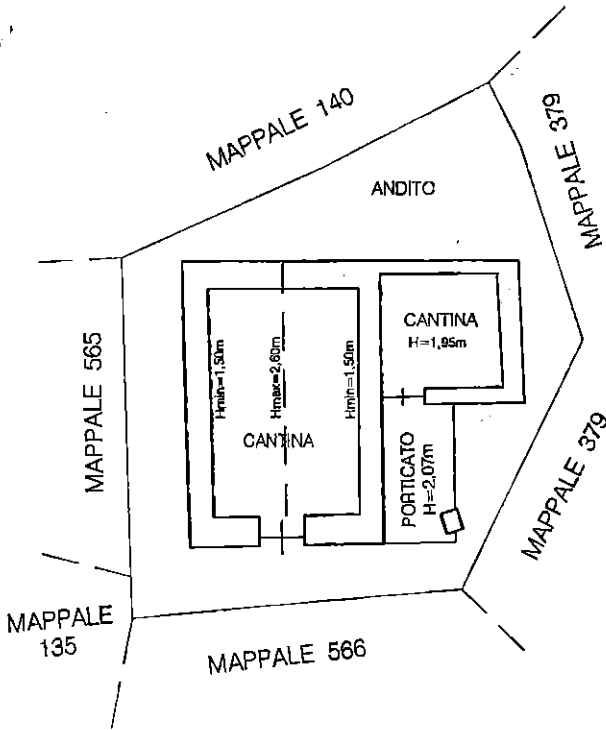 MAPPALE 140
MAPPALE 379
ANDITO
MAPPALE 565
Hmin=1,50m
Hmax=2,60m
Hmin=1,50m
CANTINA
CANTINA
H=1,95m
PORTICATO
H=2,07m
MAPPALE 379
MAPPALE
135
MAPPALE 566